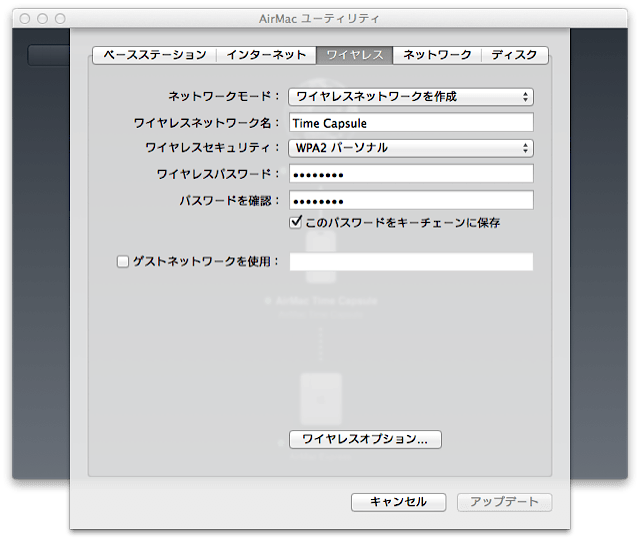 AirMac ユーティリティ
ベースステーション インターネット ワイヤレス ネットワーク ディスク
ネットワークモード： ワイヤレスネットワークを作成
ワイヤレスネットワーク名： Time Capsule
ワイヤレスセキュリティ： WPA2 パーソナル
ワイヤレスパスワード： ••••••••
パスワードを確認： ••••••••
このパスワードをキーチェーンに保存
ゲストネットワークを使用：
AirMac Time Capsule
ワイヤレスオプション...
キャンセル アップデート